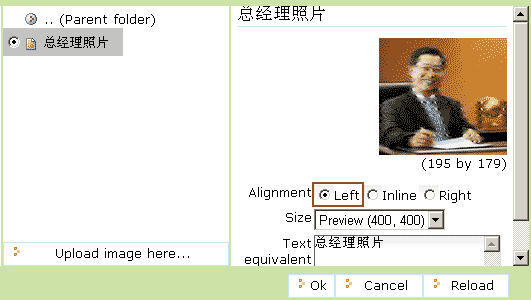 .. (Parent folder)
总经理照片
Upload image here...
总经理照片
(195 by 179)
Alignment Left Inline Right
Size Preview (400, 400)
Text equivalent 总经理照片
Ok Cancel Reload